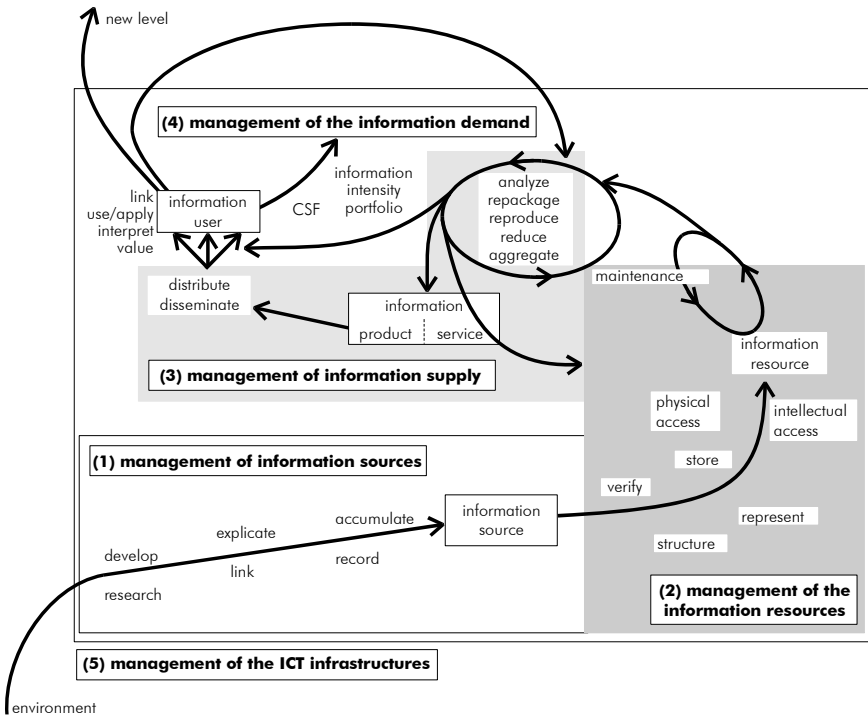 new level
(4) management of the information demand
information
intensity
portfolio
CSF
link
use/apply
interpret
value
information
user
analyze
repackage
reproduce
reduce
aggregate
distribute
disseminate
information
product
service
(3) management of information supply
maintenance
information
resource
physical
access
intellectual
access
store
verify
represent
structure
(2) management of the
information resources
(1) management of information sources
information
source
accumulate
explicate
develop
record
link
research
(5) management of the ICT infrastructures
environment